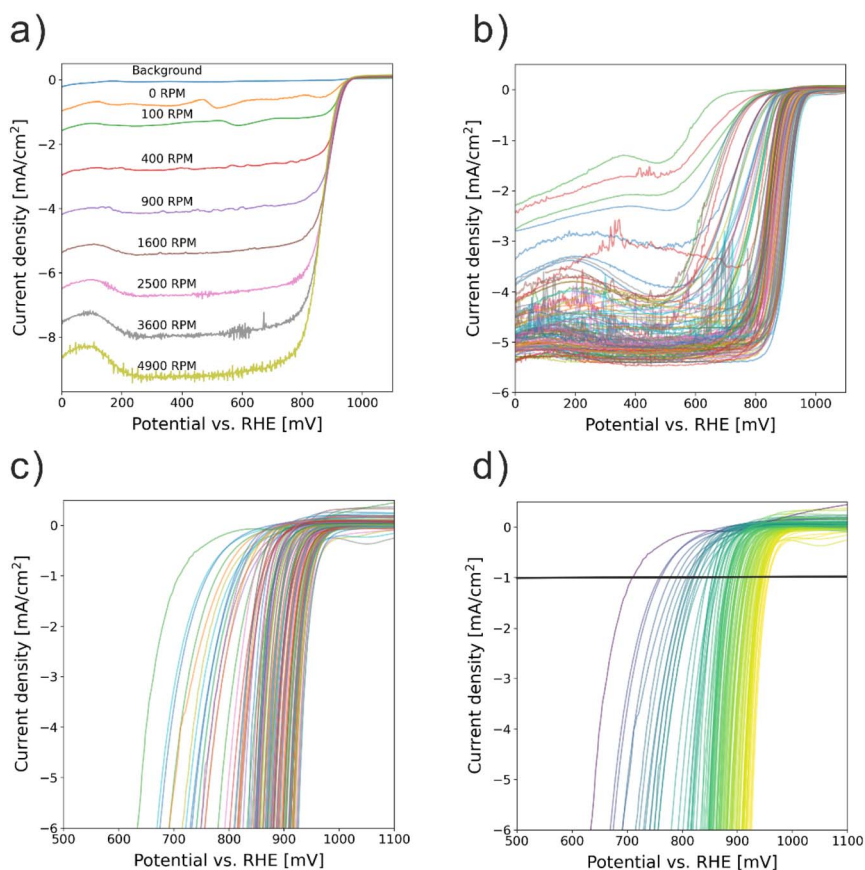 a)
Background
0 RPM
100 RPM
400 RPM
900 RPM
1600 RPM
2500 RPM
3600 RPM
4900 RPM
0
−2
−4
−6
−8
Current density [mA/cm²]
0 200 400 600 800 1000
Potential vs. RHE [mV]
b)
0
−1
−2
−3
−4
−5
−6
Current density [mA/cm²]
0 200 400 600 800 1000
Potential vs. RHE [mV]
c)
0
−1
−2
−3
−4
−5
−6
Current density [mA/cm²]
500 600 700 800 900 1000 1100
Potential vs. RHE [mV]
d)
0
−1
−2
−3
−4
−5
−6
Current density [mA/cm²]
500 600 700 800 900 1000 1100
Potential vs. RHE [mV]